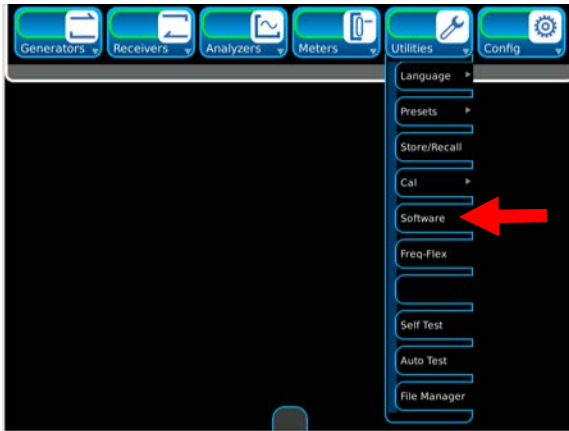 Generators Receivers Analyzers Meters Utilities Config
Language
Presets
Store/Recall
Cal
Software
Freq-Flex
Self Test
Auto Test
File Manager